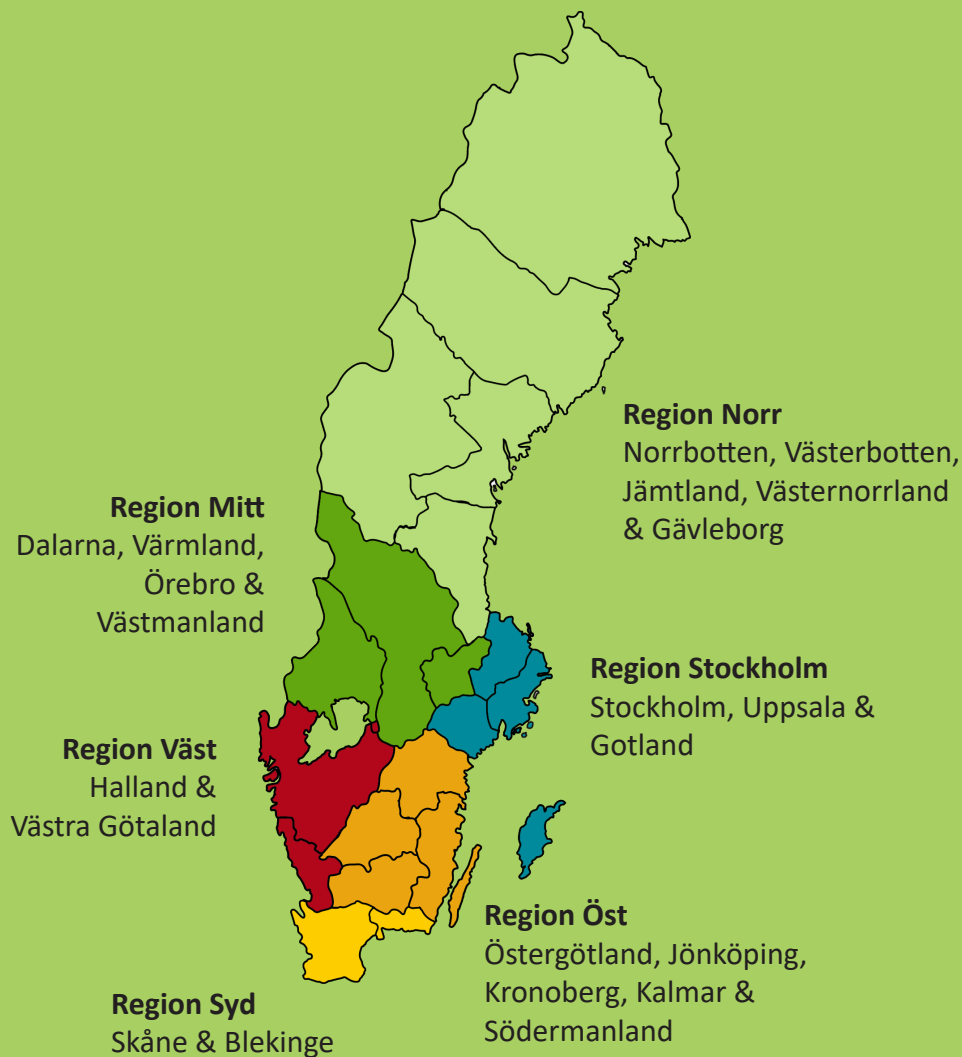 Region Norr
Norrbotten, Västerbotten,
Jämtland, Västernorrland
& Gävleborg
Region Mitt
Dalarna, Värmland,
Örebro &
Västmanland
Region Stockholm
Stockholm, Uppsala &
Gotland
Region Väst
Halland &
Västra Götaland
Region Öst
Östergötland, Jönköping,
Kronoberg, Kalmar &
Södermanland
Region Syd
Skåne & Blekinge